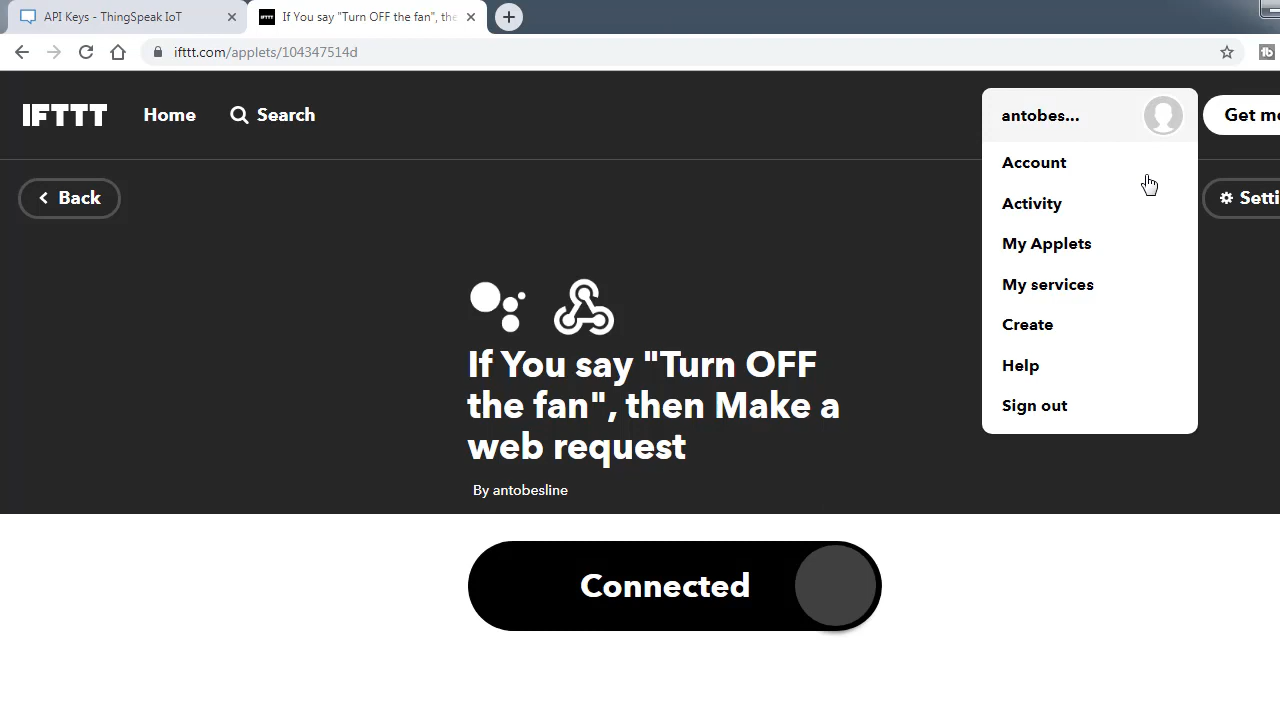 API Keys - ThingSpeak IoT
If You say "Turn OFF the fan", the
ifttt.com/applets/104347514d
IFTTT
Home
Search
antobes...
Get m
Account
Back
Setti
Activity
My Applets
My services
Create
Help
Sign out
If You say "Turn OFF
the fan", then Make a
web request
By antobesline
Connected